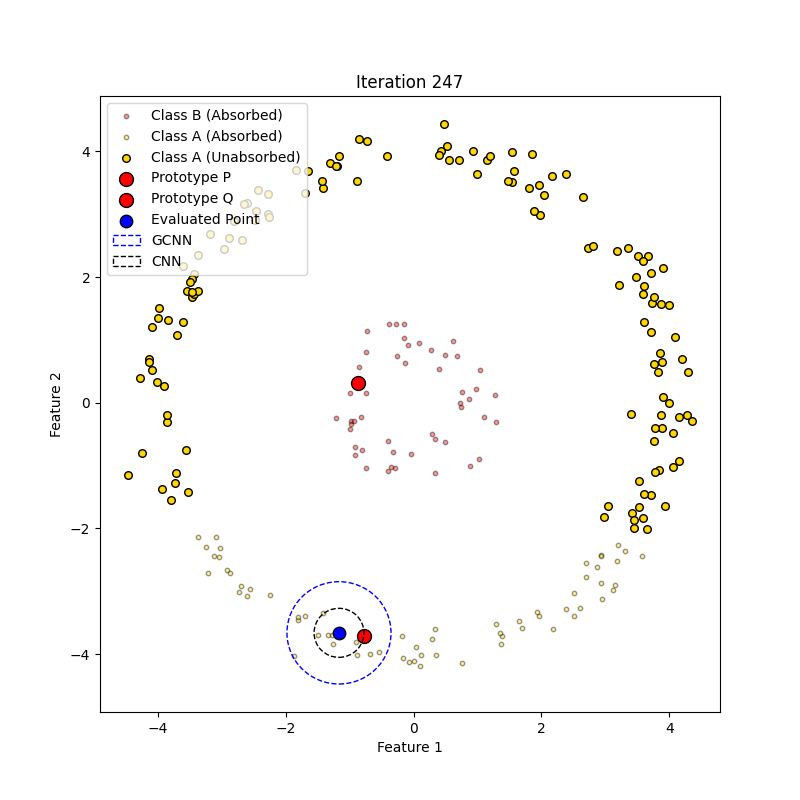 Iteration 247
Class B (Absorbed)
Class A (Absorbed)
Class A (Unabsorbed)
Prototype P
Prototype Q
Evaluated Point
GCNN
CNN
Feature 2
4
2
0
−2
−4
−4
−2
0
2
4
Feature 1